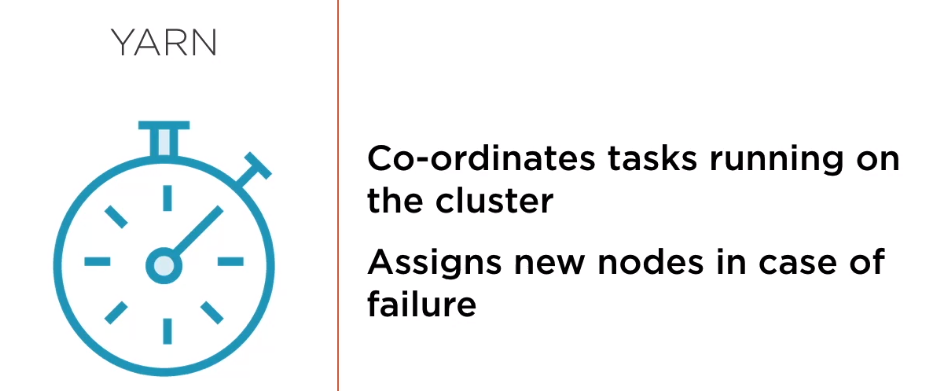 YARN
Co-ordinates tasks running on
the cluster
Assigns new nodes in case of
failure